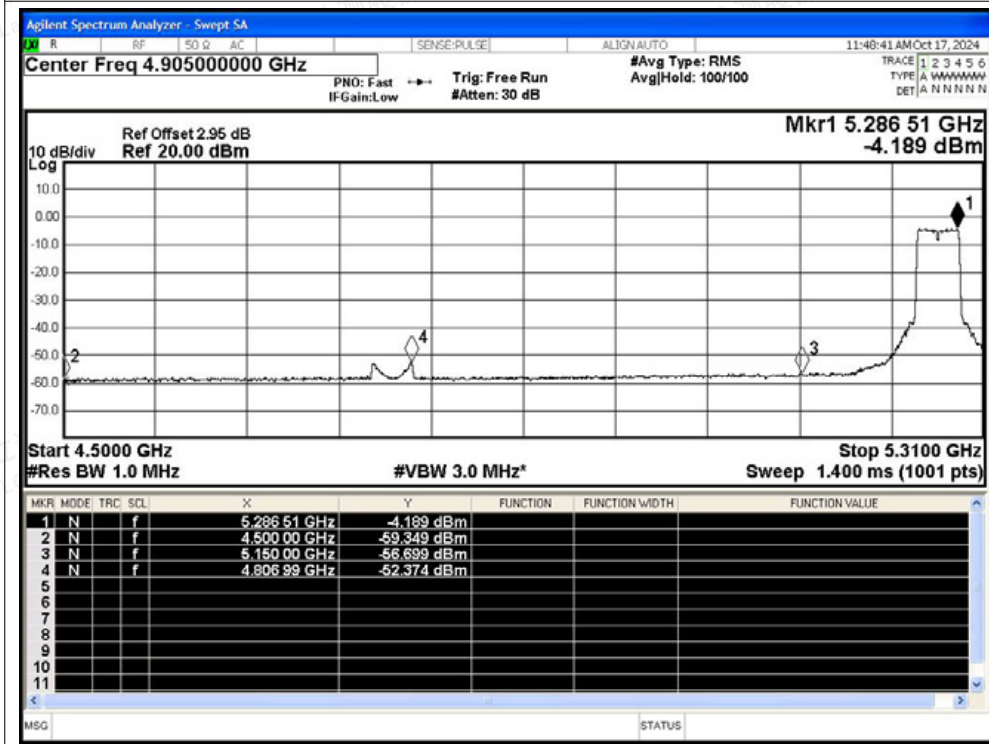 Agilent Spectrum Analyzer - Swept SA
R RF 50 Ω AC SENSE:PULSE ALIGN AUTO 11:48:41 AM Oct 17, 2024
Center Freq 4.905000000 GHz
PNO: Fast
IFGain:Low
Trig: Free Run
#Atten: 30 dB
#Avg Type: RMS
Avg|Hold: 100/100
TRACE 1 2 3 4 5 6
TYPE A WWWWW
DET A N N N N N
Ref Offset 2.95 dB
10 dB/div Ref 20.00 dBm
Log
Mkr1 5.286 51 GHz
-4.189 dBm
10.0
0.00
-10.0
-20.0
-30.0
-40.0
-50.0
-60.0
-70.0
1
2
3
4
Start 4.5000 GHz Stop 5.3100 GHz
#Res BW 1.0 MHz #VBW 3.0 MHz* Sweep 1.400 ms (1001 pts)
MKR MODE TRC SCL X Y FUNCTION FUNCTION WIDTH FUNCTION VALUE
1 N f 5.286 51 GHz -4.189 dBm
2 N f 4.500 00 GHz -59.349 dBm
3 N f 5.150 00 GHz -56.699 dBm
4 N f 4.806 99 GHz -52.374 dBm
5
6
7
8
9
10
11
MSG STATUS